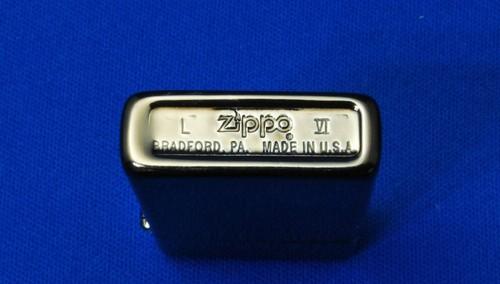 L Zippo VI
BRADFORD, PA. MADE IN U.S.A.